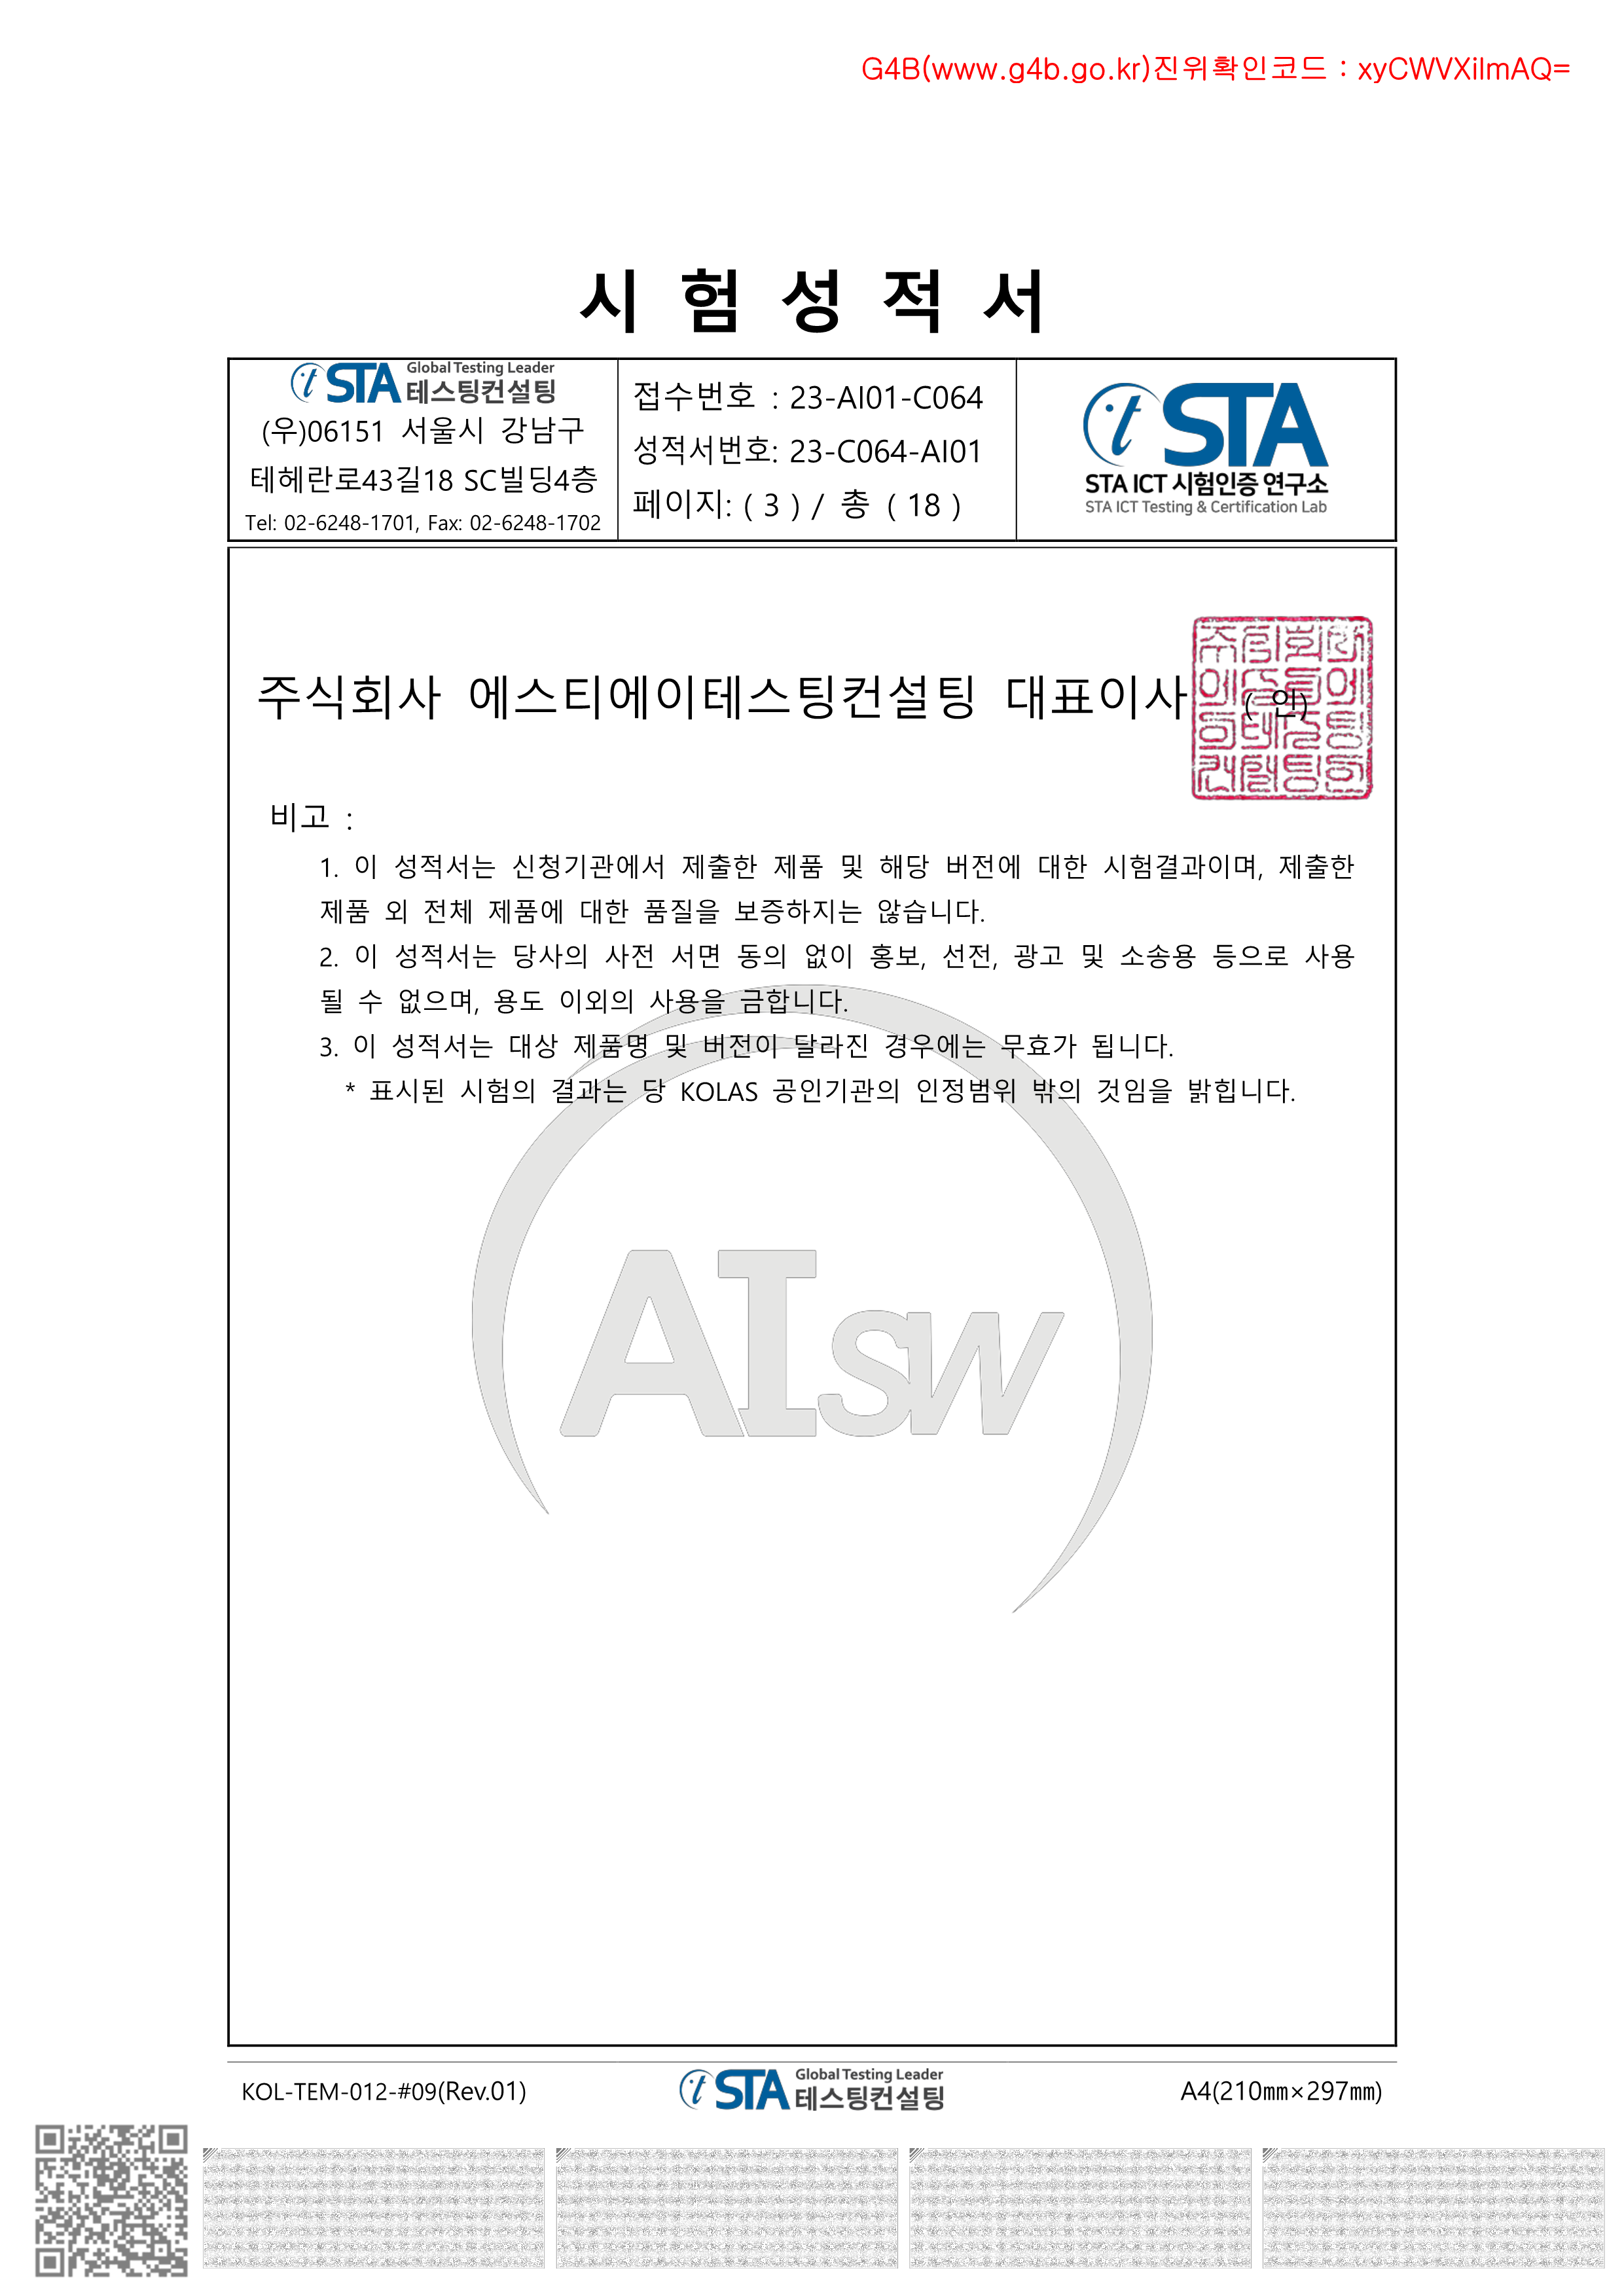 G4B(www.g4b.go.kr)진위확인코드 : xyCWVXiImAQ=
시 험 성 적 서
STA Global Testing Leader
테스팅컨설팅
(우)06151 서울시 강남구
테헤란로43길18 SC빌딩4층
Tel: 02-6248-1701, Fax: 02-6248-1702
접수번호 : 23-AI01-C064
성적서번호: 23-C064-AI01
페이지: ( 3 ) / 총 ( 18 )
STA
STA ICT 시험인증 연구소
STA ICT Testing & Certification Lab
주식회사 에스티에이테스팅컨설팅 대표이사 ( 인)
비고 :
1. 이 성적서는 신청기관에서 제출한 제품 및 해당 버전에 대한 시험결과이며, 제출한
제품 외 전체 제품에 대한 품질을 보증하지는 않습니다.
2. 이 성적서는 당사의 사전 서면 동의 없이 홍보, 선전, 광고 및 소송용 등으로 사용
될 수 없으며, 용도 이외의 사용을 금합니다.
3. 이 성적서는 대상 제품명 및 버전이 달라진 경우에는 무효가 됩니다.
* 표시된 시험의 결과는 당 KOLAS 공인기관의 인정범위 밖의 것임을 밝힙니다.
AISW
KOL-TEM-012-#09(Rev.01)
STA Global Testing Leader
테스팅컨설팅
A4(210㎜×297㎜)